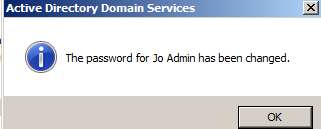 Active Directory Domain Services
The password for Jo Admin has been changed.
OK